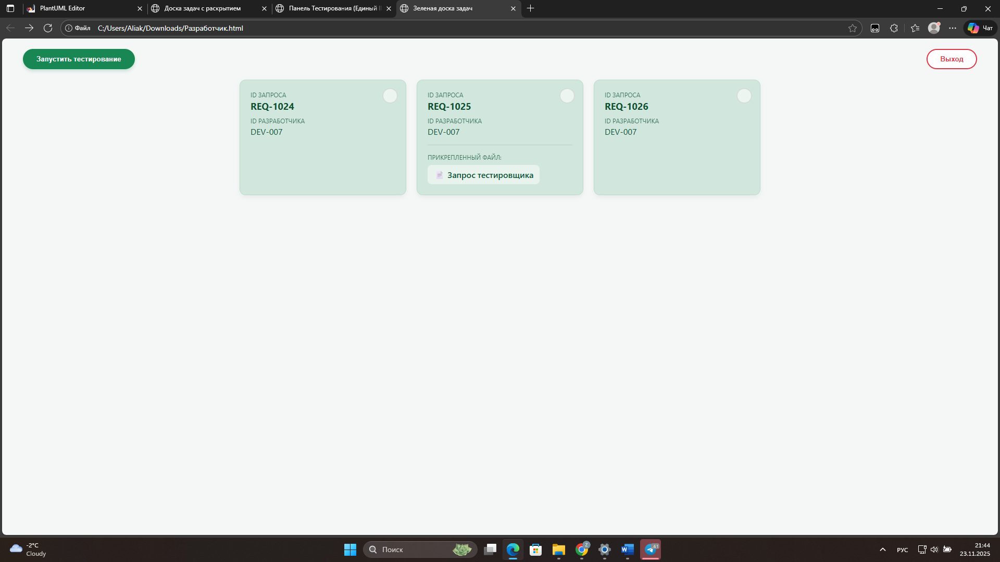 PlantUML Editor
Доска задач с раскрытием
Панель Тестирования (Единый
Зеленая доска задач
Файл
C:/Users/Aliak/Downloads/Разработчик.html
Чат
Запустить тестирование
Выход
ID ЗАПРОСА
REQ-1024
ID РАЗРАБОТЧИКА
DEV-007
ID ЗАПРОСА
REQ-1025
ID РАЗРАБОТЧИКА
DEV-007
ПРИКРЕПЛЕННЫЙ ФАЙЛ:
Запрос тестировщика
ID ЗАПРОСА
REQ-1026
ID РАЗРАБОТЧИКА
DEV-007
-2°C
Cloudy
Поиск
Z
W
61
РУС
21:44
23.11.2025